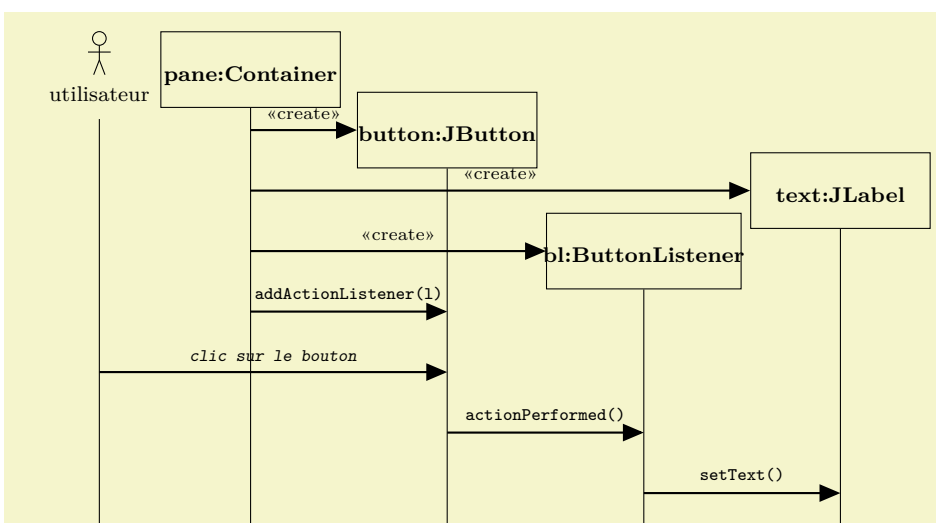 utilisateur
pane:Container
«create»
button:JButton
«create»
text:JLabel
«create»
bl:ButtonListener
addActionListener(l)
clic sur le bouton
actionPerformed()
setText()